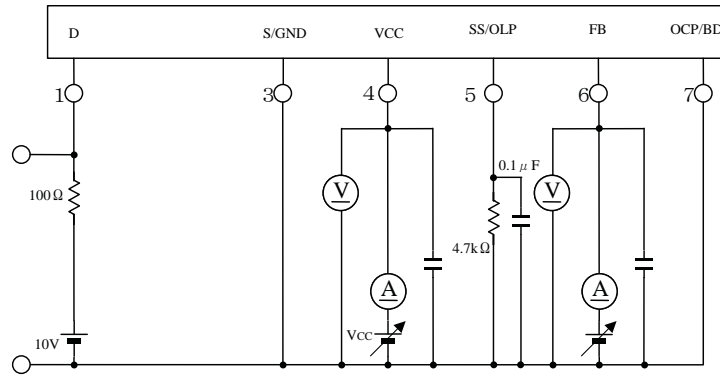 D S/GND VCC SS/OLP FB OCP/BD
1 3 4 5 6 7
0.1μF
V V
100Ω
4.7kΩ
A A
Vcc
10V